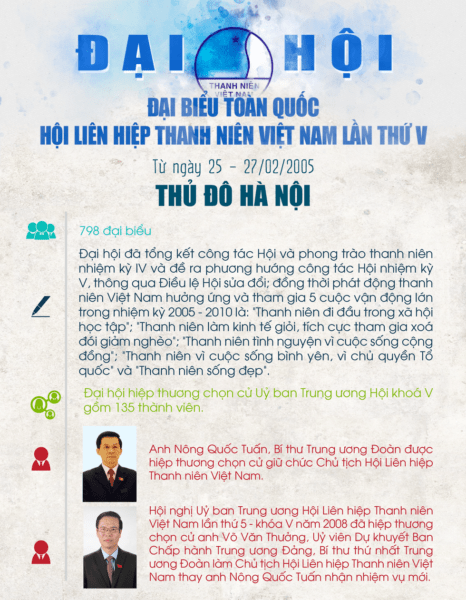 ĐẠI HỘI
THANH NIÊN
VIỆT NAM
ĐẠI BIỂU TOÀN QUỐC
HỘI LIÊN HIỆP THANH NIÊN VIỆT NAM LẦN THỨ V
Từ ngày 25 - 27/02/2005
THỦ ĐÔ HÀ NỘI
798 đại biểu
Đại hội đã tổng kết công tác Hội và phong trào thanh niên
nhiệm kỳ IV và đề ra phương hướng công tác Hội nhiệm kỳ
V, thông qua Điều lệ Hội sửa đổi; đồng thời phát động thanh
niên Việt Nam hưởng ứng và tham gia 5 cuộc vận động lớn
trong nhiệm kỳ 2005 - 2010 là: "Thanh niên đi đầu trong xã hội
học tập"; "Thanh niên làm kinh tế giỏi, tích cực tham gia xoá
đói giảm nghèo"; "Thanh niên tình nguyện vì cuộc sống cộng
đồng"; "Thanh niên vì cuộc sống bình yên, vì chủ quyền Tổ
quốc" và "Thanh niên sống đẹp".
Đại hội hiệp thương chọn cử Uỷ ban Trung ương Hội khoá V
gồm 135 thành viên.
Anh Nông Quốc Tuấn, Bí thư Trung ương Đoàn được
hiệp thương chọn cử giữ chức Chủ tịch Hội Liên hiệp
Thanh niên Việt Nam.
Hội nghị Uỷ ban Trung ương Hội Liên hiệp Thanh niên
Việt Nam lần thứ 5 - khóa V năm 2008 đã hiệp thương
chọn cử anh Võ Văn Thưởng, Uỷ viên Dự khuyết Ban
Chấp hành Trung ương Đảng, Bí thư thứ nhất Trung
ương Đoàn làm Chủ tịch Hội Liên hiệp Thanh niên Việt
Nam thay anh Nông Quốc Tuấn nhận nhiệm vụ mới.